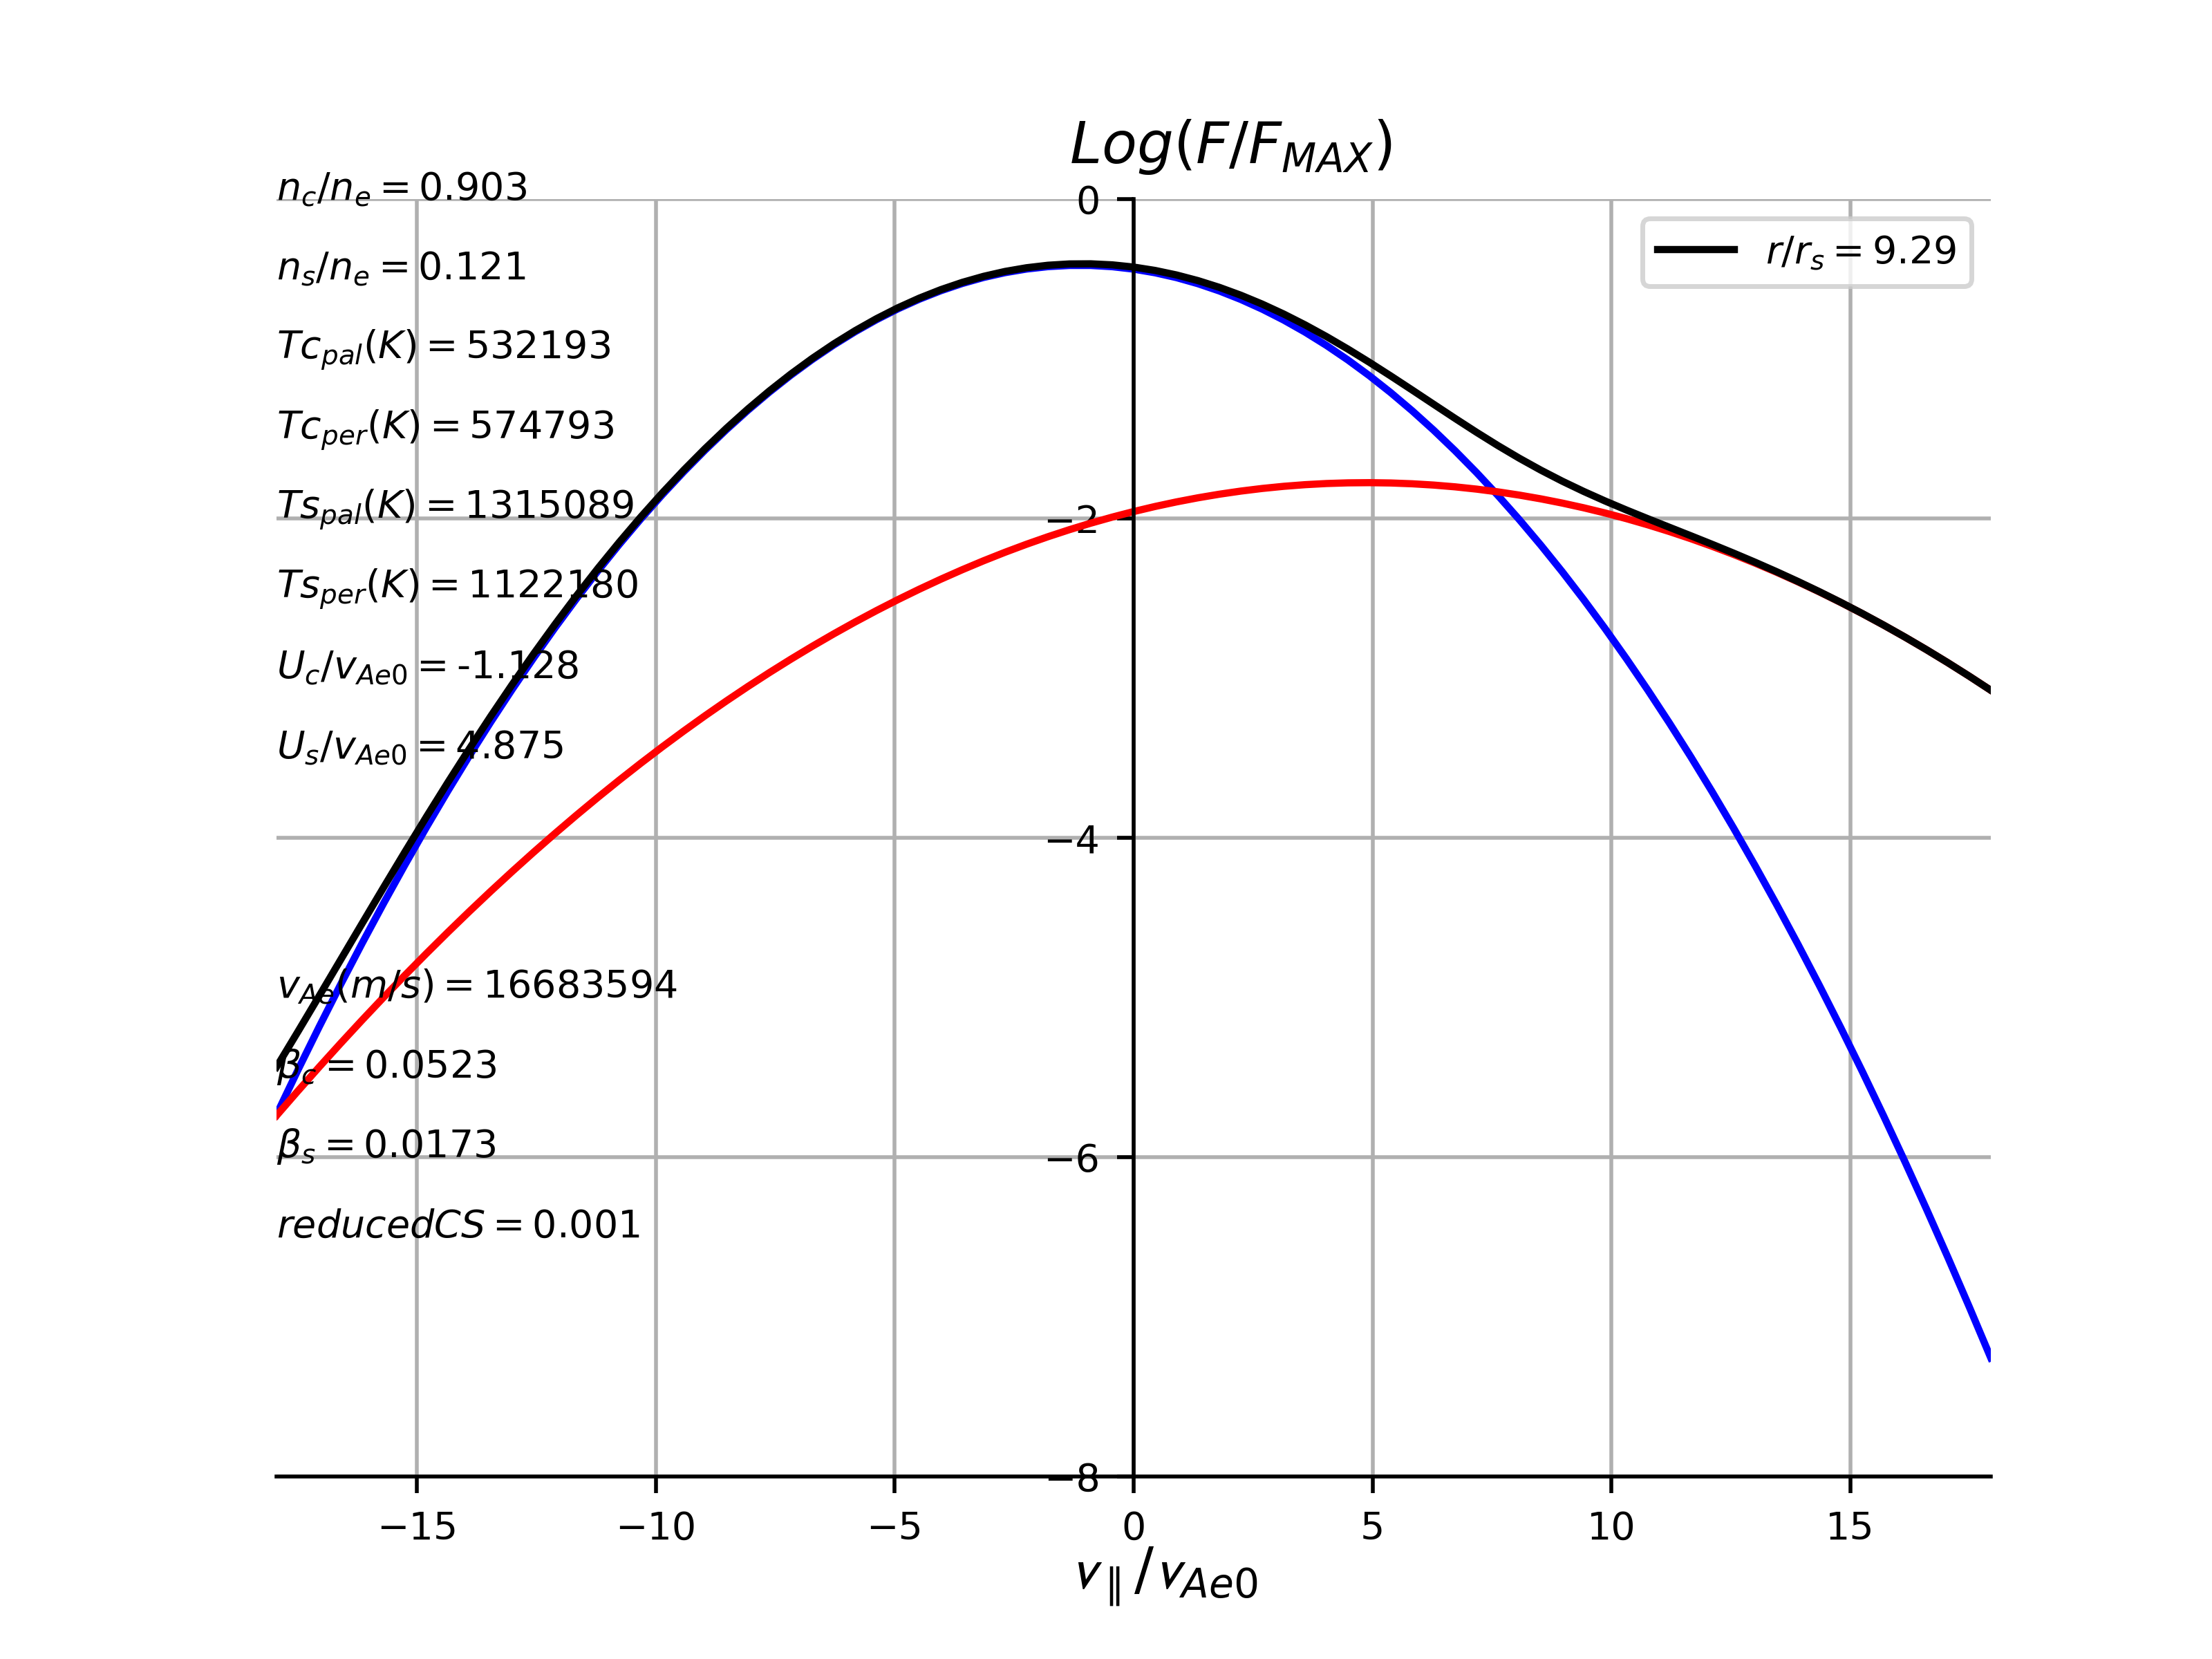 Log(F/F_MAX)
n_c/n_e = 0.903
n_s/n_e = 0.121
Tc_pal(K) = 532193
Tc_per(K) = 574793
Ts_pal(K) = 1315089
Ts_per(K) = 1122180
U_c/v_Ae0 = -1.128
U_s/v_Ae0 = 4.875
v_Ae(m/s) = 16683594
β_c = 0.0523
β_s = 0.0173
reducedCS = 0.001
r/r_s = 9.29
0
−2
−4
−6
−8
−15 −10 −5 0 5 10 15
v_∥/v_Ae0